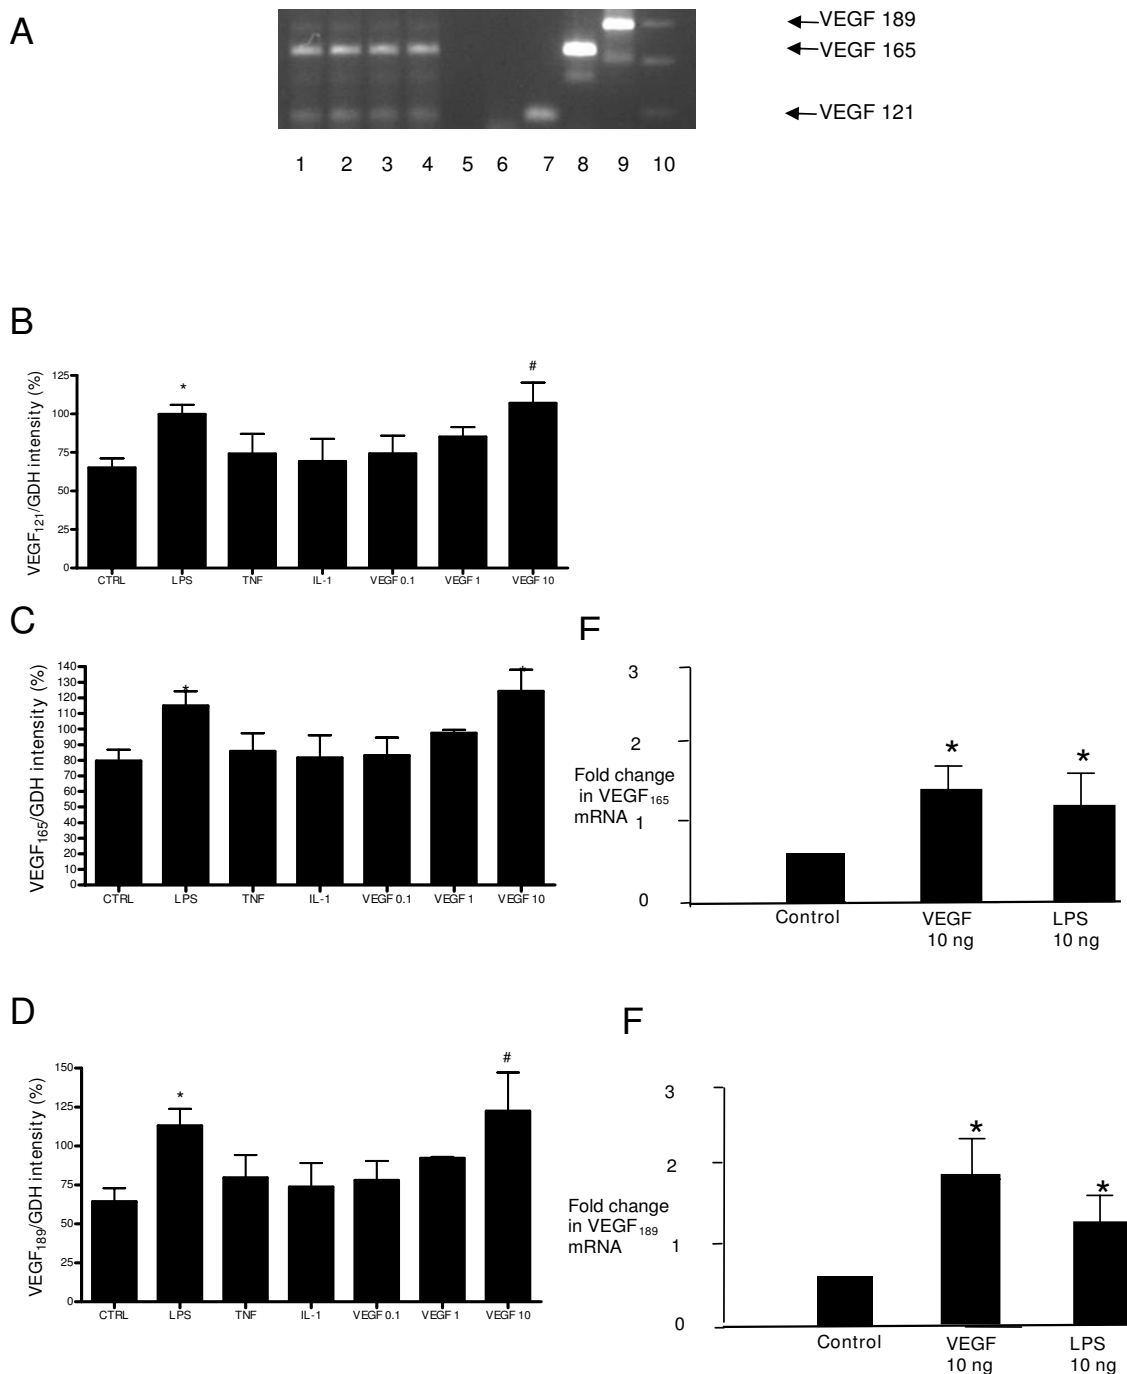 A
VEGF 189
VEGF 165
VEGF 121
1 2 3 4 5 6 7 8 9 10
B
VEGF121/GDH intensity (%)
125
100
75
50
25
0
* #
CTRL LPS TNF IL-1 VEGF 0.1 VEGF 1 VEGF 10
C
VEGF165/GDH intensity (%)
140
130
120
110
100
90
80
70
60
50
40
30
20
10
0
* *
CTRL LPS TNF IL-1 VEGF 0.1 VEGF 1 VEGF 10
3
2
1
0
Fold change
in VEGF165
mRNA
* *
Control VEGF LPS
10 ng 10 ng
D
VEGF189/GDH intensity (%)
150
125
100
75
50
25
0
* #
CTRL LPS TNF IL-1 VEGF 0.1 VEGF 1 VEGF 10
F
3
2
1
0
Fold change
in VEGF189
mRNA
* *
Control VEGF LPS
10 ng 10 ng